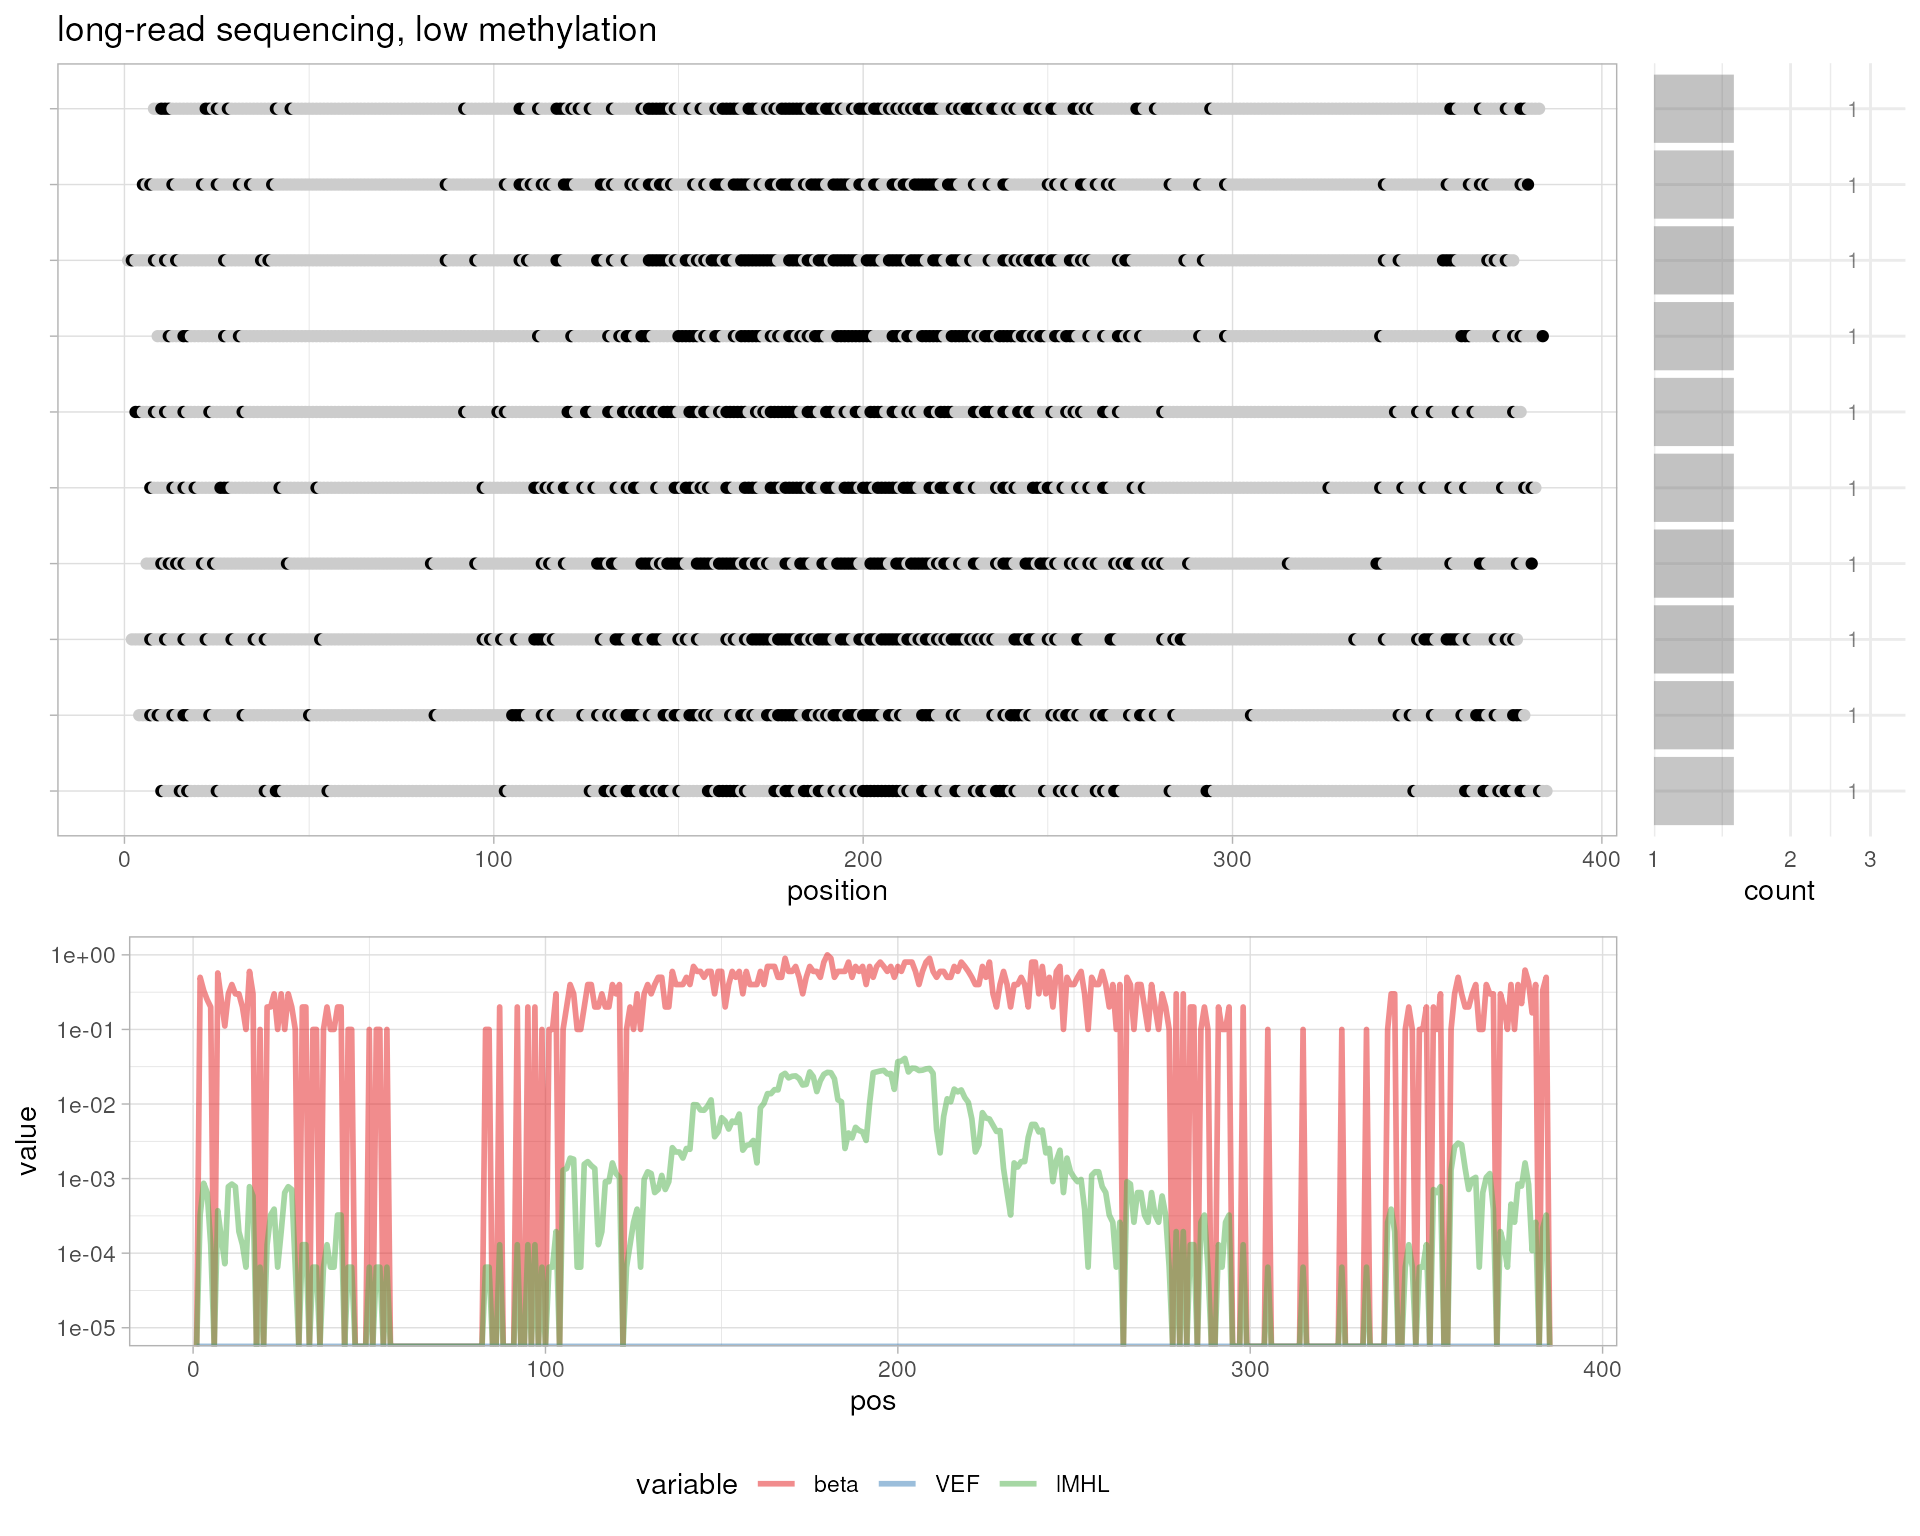 long-read sequencing, low methylation
1
1
1
1
1
1
1
1
1
1
0 100 200 300 400 1 2 3
position count
1e+00
1e-01
1e-02
1e-03
1e-04
1e-05
value
0 100 200 300 400
pos
variable beta VEF lMHL